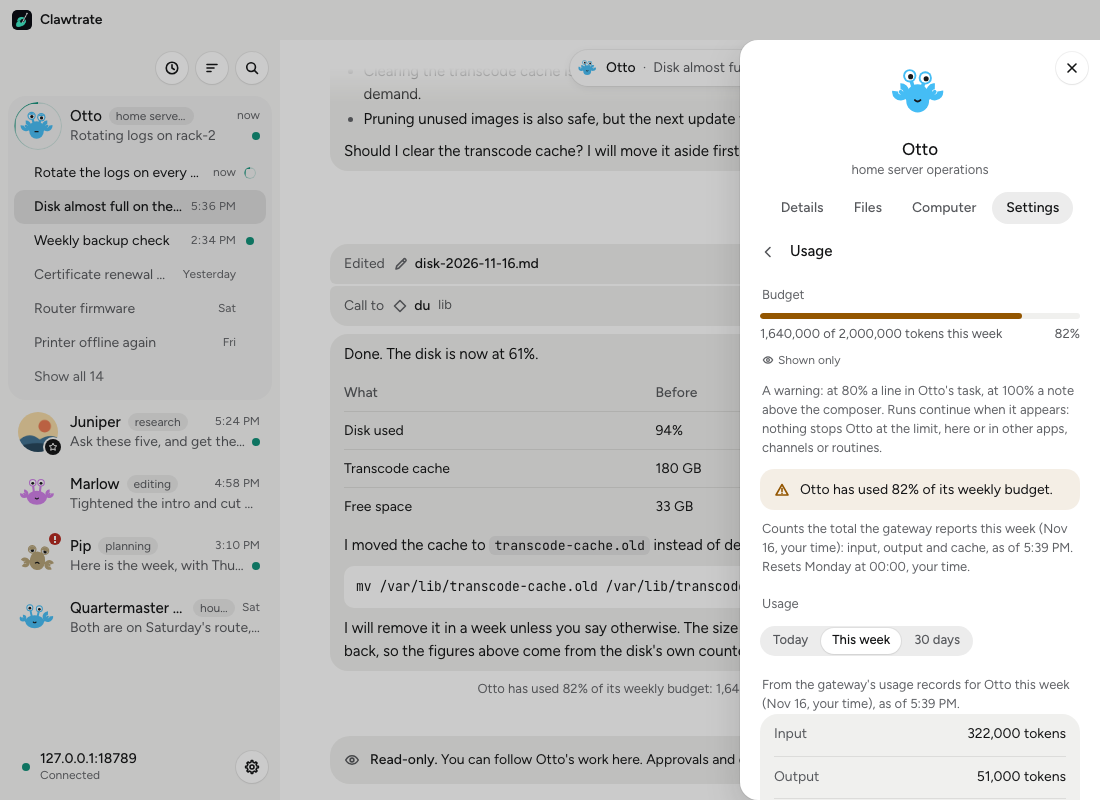 Clawtrate
Otto
home serve...
now
Rotating logs on rack-2
Rotate the logs on every ...
now
Disk almost full on the...
5:36 PM
Weekly backup check
2:34 PM
Certificate renewal ...
Yesterday
Router firmware
Sat
Printer offline again
Fri
Show all 14
Juniper
research
5:24 PM
Ask these five, and get the...
Marlow
editing
4:58 PM
Tightened the intro and cut ...
Pip
planning
3:10 PM
Here is the week, with Thu...
Quartermaster ...
hou...
Sat
Both are on Saturday's route,...
127.0.0.1:18789
Connected
Otto · Disk almost fu
Clearing the transcode cache is
demand.
Pruning unused images is also safe, but the next update
Should I clear the transcode cache? I will move it aside first
Edited disk-2026-11-16.md
Call to du lib
Done. The disk is now at 61%.
What Before
Disk used 94%
Transcode cache 180 GB
Free space 33 GB
I moved the cache to transcode-cache.old instead of de
mv /var/lib/transcode-cache.old /var/lib/transcod
I will remove it in a week unless you say otherwise. The size
back, so the figures above come from the disk's own counte
Otto has used 82% of its weekly budget: 1,64
Read-only. You can follow Otto's work here. Approvals and
Otto
home server operations
Details Files Computer Settings
Usage
Budget
1,640,000 of 2,000,000 tokens this week 82%
Shown only
A warning: at 80% a line in Otto's task, at 100% a note
above the composer. Runs continue when it appears:
nothing stops Otto at the limit, here or in other apps,
channels or routines.
Otto has used 82% of its weekly budget.
Counts the total the gateway reports this week (Nov
16, your time): input, output and cache, as of 5:39 PM.
Resets Monday at 00:00, your time.
Usage
Today This week 30 days
From the gateway's usage records for Otto this week
(Nov 16, your time), as of 5:39 PM.
Input 322,000 tokens
Output 51,000 tokens